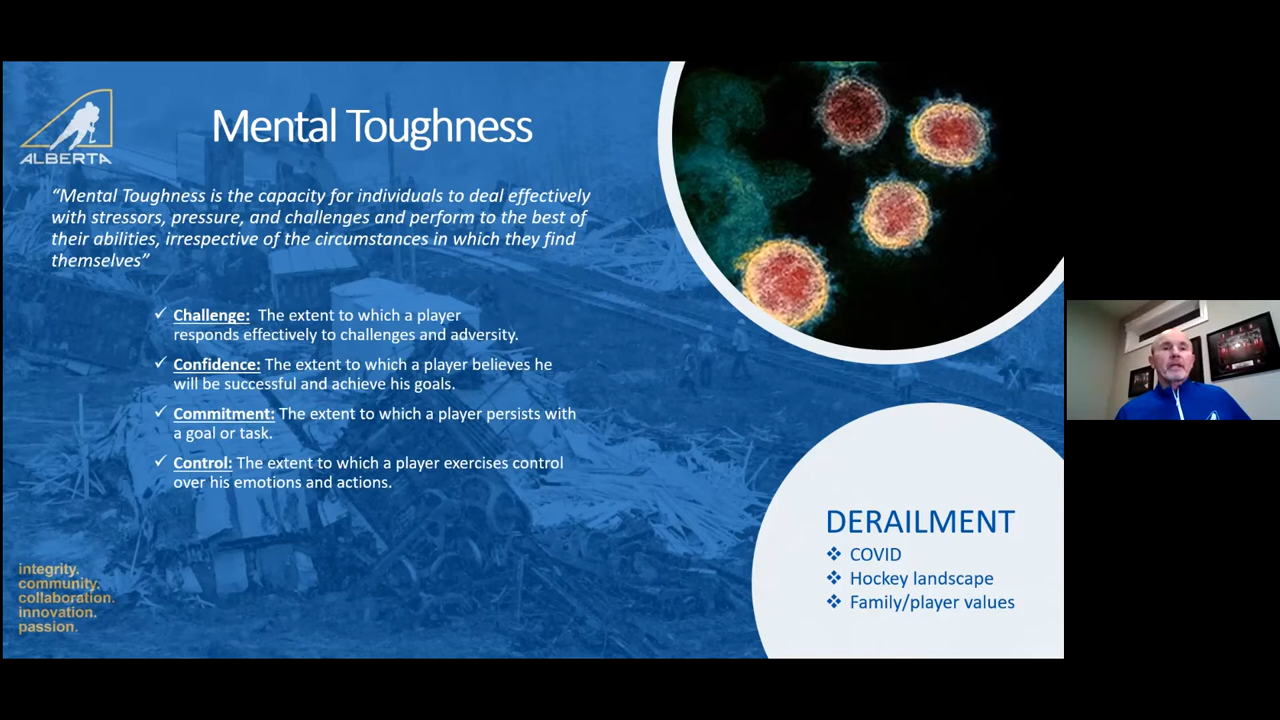 ALBERTA
Mental Toughness
“Mental Toughness is the capacity for individuals to deal effectively
with stressors, pressure, and challenges and perform to the best of
their abilities, irrespective of the circumstances in which they find
themselves”
✓ Challenge: The extent to which a player
responds effectively to challenges and adversity.
✓ Confidence: The extent to which a player believes he
will be successful and achieve his goals.
✓ Commitment: The extent to which a player persists with
a goal or task.
✓ Control: The extent to which a player exercises control
over his emotions and actions.
integrity.
community.
collaboration.
innovation.
passion.
DERAILMENT
❖ COVID
❖ Hockey landscape
❖ Family/player values